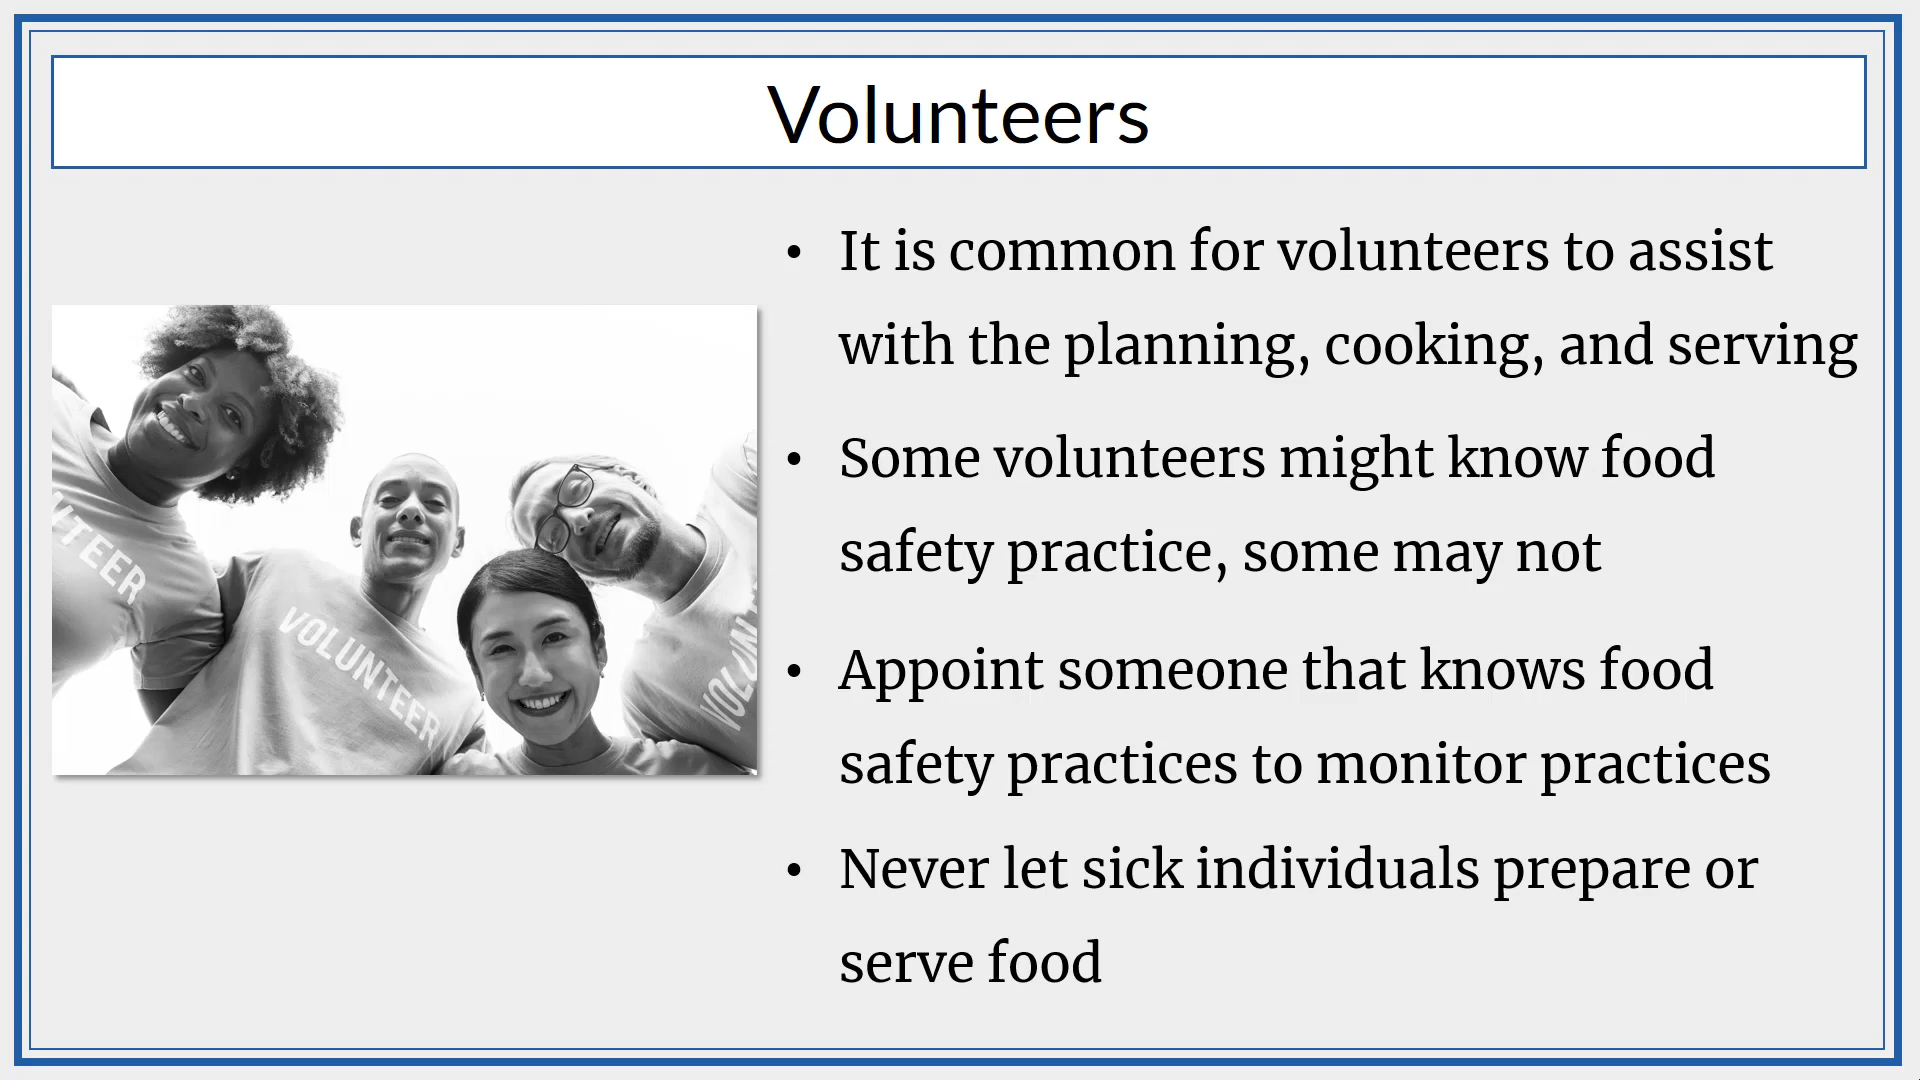 Volunteers
• It is common for volunteers to assist
with the planning, cooking, and serving
• Some volunteers might know food
safety practice, some may not
• Appoint someone that knows food
safety practices to monitor practices
• Never let sick individuals prepare or
serve food
VOLUNTEER